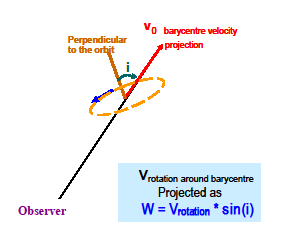 V0 barycentre velocity
projection
Perpendicular
to the orbit
i
Vrotation around barycentre
Projected as
W = Vrotation * sin(i)
Observer